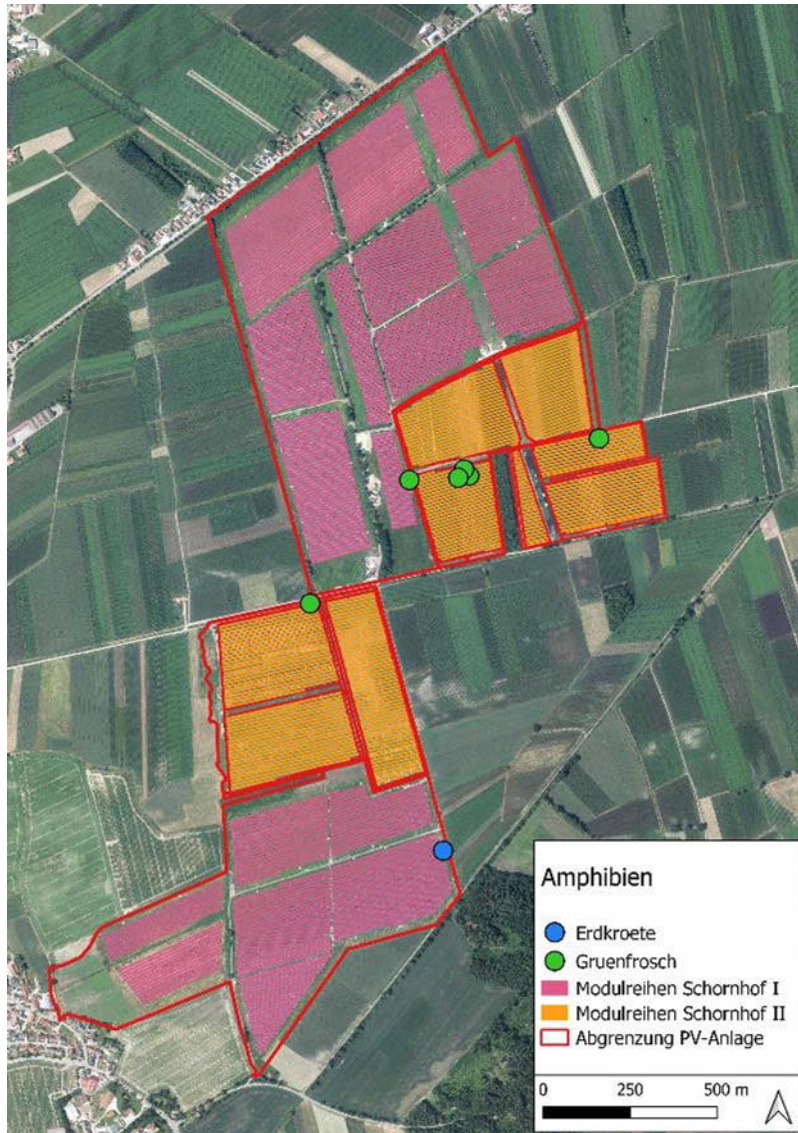 Amphibien
Erdkroete
Gruenfrosch
Modulreihen Schornhof I
Modulreihen Schornhof II
Abgrenzung PV-Anlage
0 250 500 m